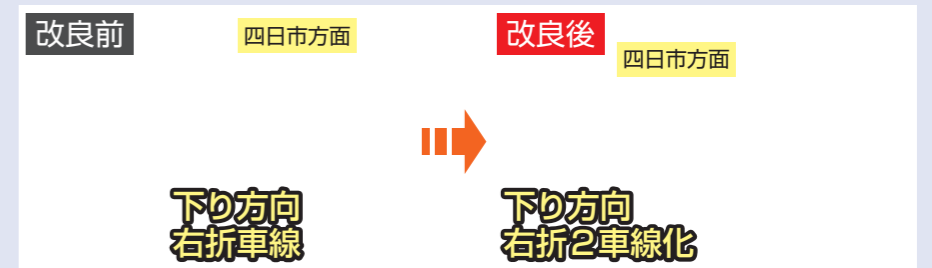 改良前
四日市方面
下り方向
右折車線
改良後
四日市方面
下り方向
右折2車線化